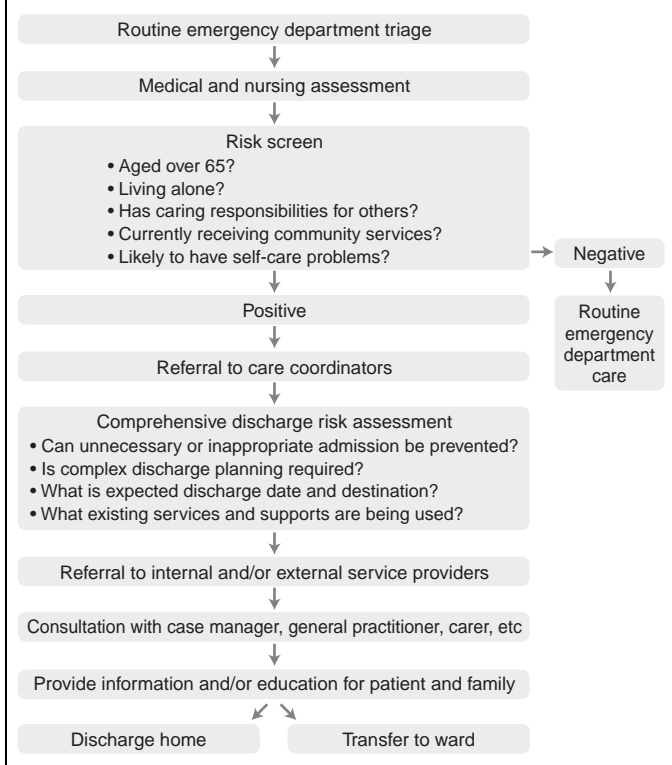 Routine emergency department triage
Medical and nursing assessment
Risk screen
• Aged over 65?
• Living alone?
• Has caring responsibilities for others?
• Currently receiving community services?
• Likely to have self-care problems?
Negative
Routine
emergency
department
care
Positive
Referral to care coordinators
Comprehensive discharge risk assessment
• Can unnecessary or inappropriate admission be prevented?
• Is complex discharge planning required?
• What is expected discharge date and destination?
• What existing services and supports are being used?
Referral to internal and/or external service providers
Consultation with case manager, general practitioner, carer, etc
Provide information and/or education for patient and family
Discharge home
Transfer to ward